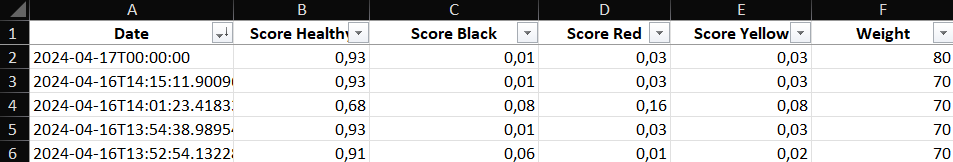 A B C D E F
1 Date Score Healthy Score Black Score Red Score Yellow Weight
2 2024-04-17T00:00:00 0,93 0,01 0,03 0,03 80
3 2024-04-16T14:15:11.9009 0,93 0,01 0,03 0,03 70
4 2024-04-16T14:01:23.4183 0,68 0,08 0,16 0,08 70
5 2024-04-16T13:54:38.9895 0,93 0,01 0,03 0,03 70
6 2024-04-16T13:52:54.1322 0,91 0,06 0,01 0,02 70